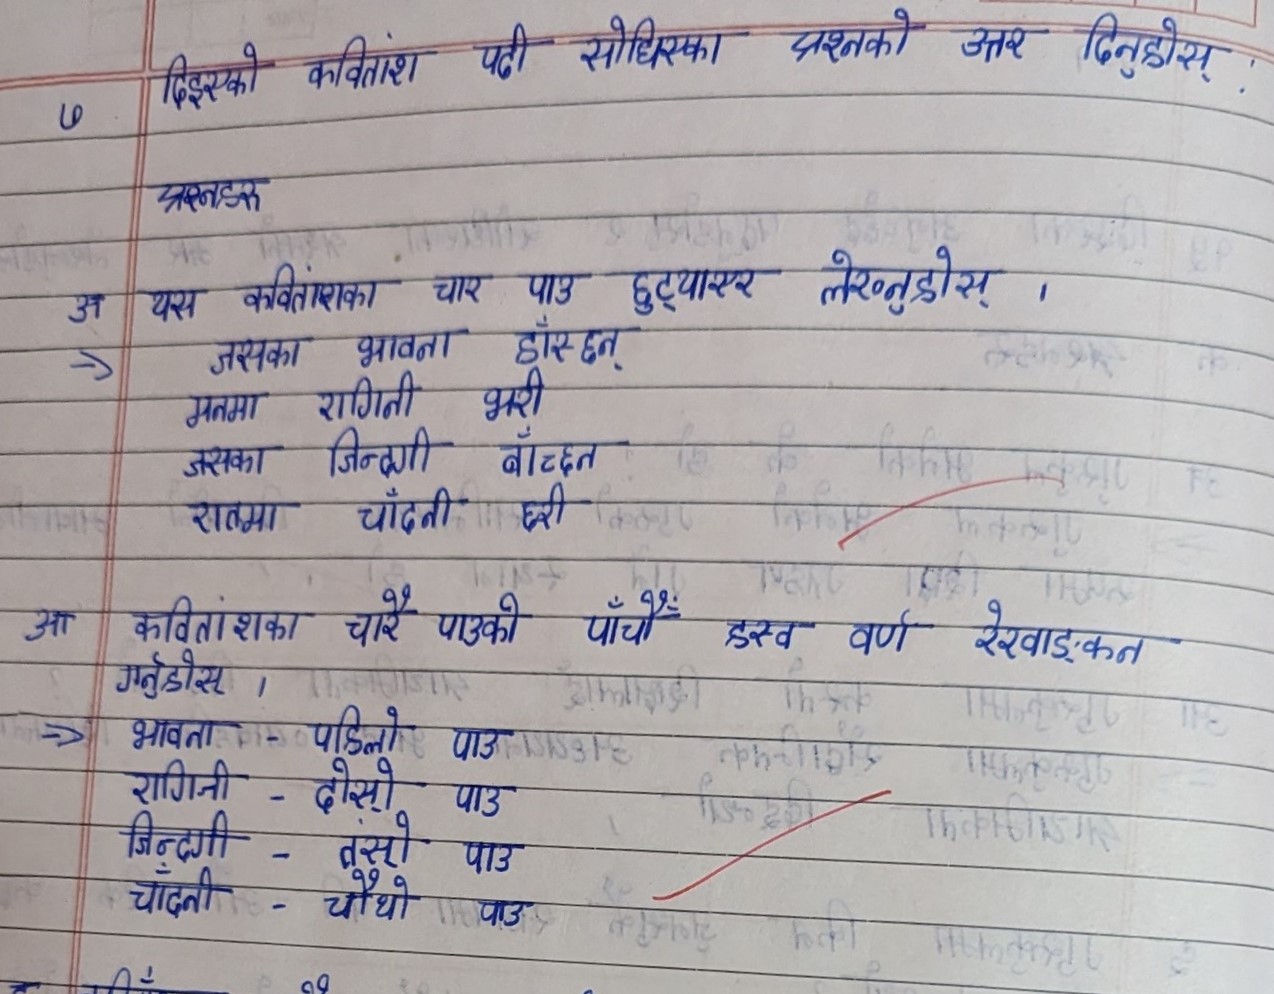 ७ दिइएको कवितांश पढी सोधिएका प्रश्नको उत्तर दिनुहोस् :
प्रश्नहरू
अ यस कवितांशका चार पाउ छुट्याएर लेख्नुहोस् ।
⇒ जसका भावना हाँस्छन्
मनमा रागिनी भरी
जसका जिन्दगी बाँच्छन
रातमा चाँदनी छरी
आ कवितांशका चारै पाउको पाँचौँ ह्रस्व वर्ण रेखाङ्कन
गर्नुहोस् ।
⇒ भावना - पहिलो पाउ
रागिनी - दोस्रो पाउ
जिन्दगी - तेस्रो पाउ
चाँदनी - चौथो पाउ